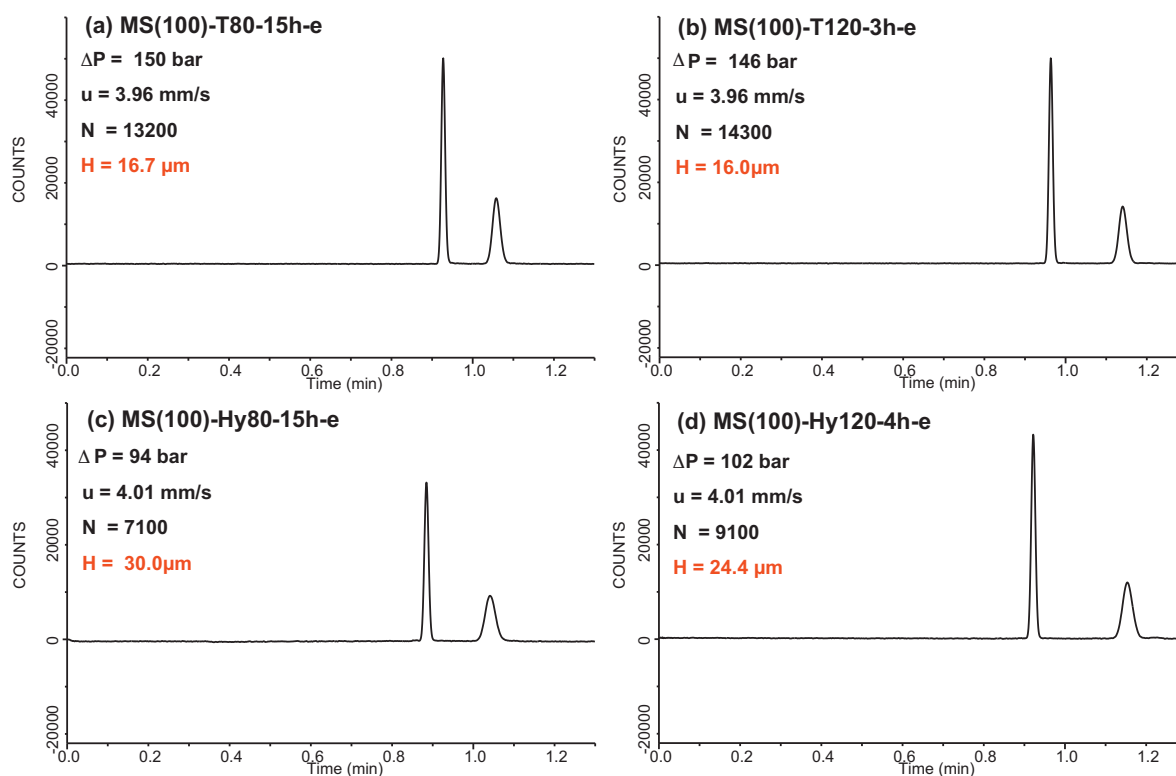 (a) MS(100)-T80-15h-e
ΔP = 150 bar
u = 3.96 mm/s
N = 13200
H = 16.7 µm
COUNTS
40000
20000
0
-20000
0.0 0.2 0.4 0.6 0.8 1.0 1.2
Time (min)
(b) MS(100)-T120-3h-e
ΔP = 146 bar
u = 3.96 mm/s
N = 14300
H = 16.0µm
COUNTS
40000
20000
0
-20000
0.0 0.2 0.4 0.6 0.8 1.0 1.2
Time (min)
(c) MS(100)-Hy80-15h-e
ΔP = 94 bar
u = 4.01 mm/s
N = 7100
H = 30.0µm
COUNTS
40000
20000
0
-20000
0.0 0.2 0.4 0.6 0.8 1.0 1.2
Time (min)
(d) MS(100)-Hy120-4h-e
ΔP = 102 bar
u = 4.01 mm/s
N = 9100
H = 24.4 µm
COUNTS
40000
20000
0
-20000
0.0 0.2 0.4 0.6 0.8 1.0 1.2
Time (min)